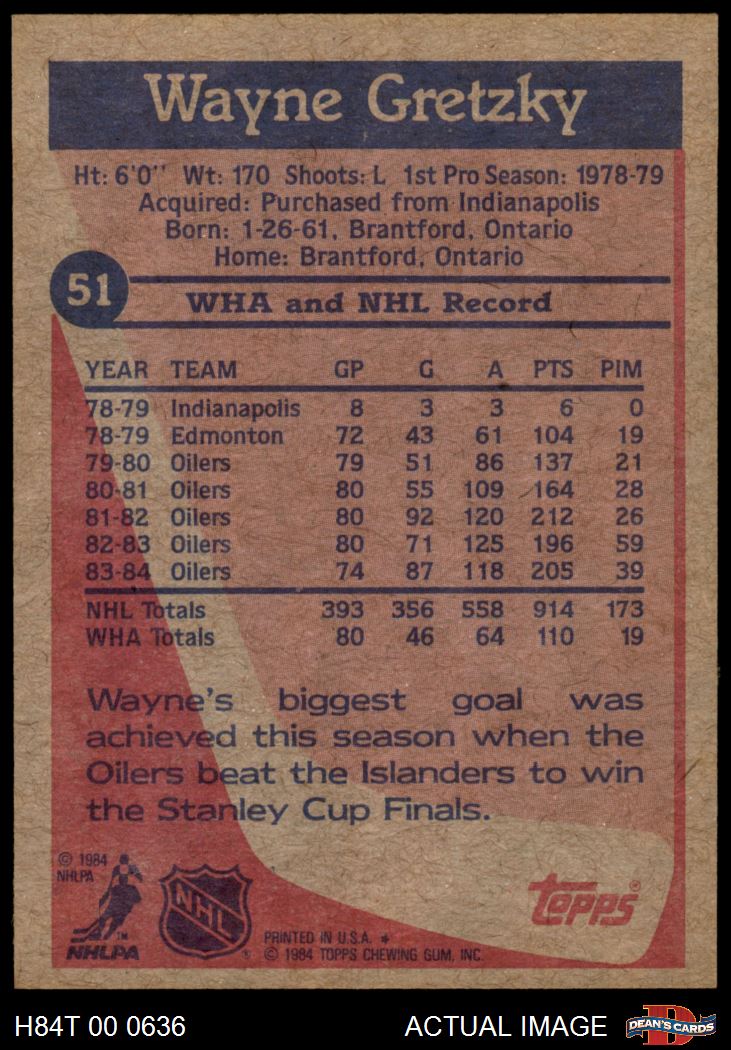 Wayne Gretzky
Ht: 6'0" Wt: 170 Shoots: L 1st Pro Season: 1978-79
Acquired: Purchased from Indianapolis
Born: 1-26-61, Brantford, Ontario
Home: Brantford, Ontario
51
WHA and NHL Record
YEAR TEAM GP G A PTS PIM
78-79 Indianapolis 8 3 3 6 0
78-79 Edmonton 72 43 61 104 19
79-80 Oilers 79 51 86 137 21
80-81 Oilers 80 55 109 164 28
81-82 Oilers 80 92 120 212 26
82-83 Oilers 80 71 125 196 59
83-84 Oilers 74 87 118 205 39
NHL Totals 393 356 558 914 173
WHA Totals 80 46 64 110 19
Wayne's biggest goal was
achieved this season when the
Oilers beat the Islanders to win
the Stanley Cup Finals.
© 1984
NHLPA
TM
NHLPA
NHL
®
topps®
PRINTED IN U.S.A. *
© 1984 TOPPS CHEWING GUM, INC.
H84T 00 0636
ACTUAL IMAGE
D
DEAN'S CARDS